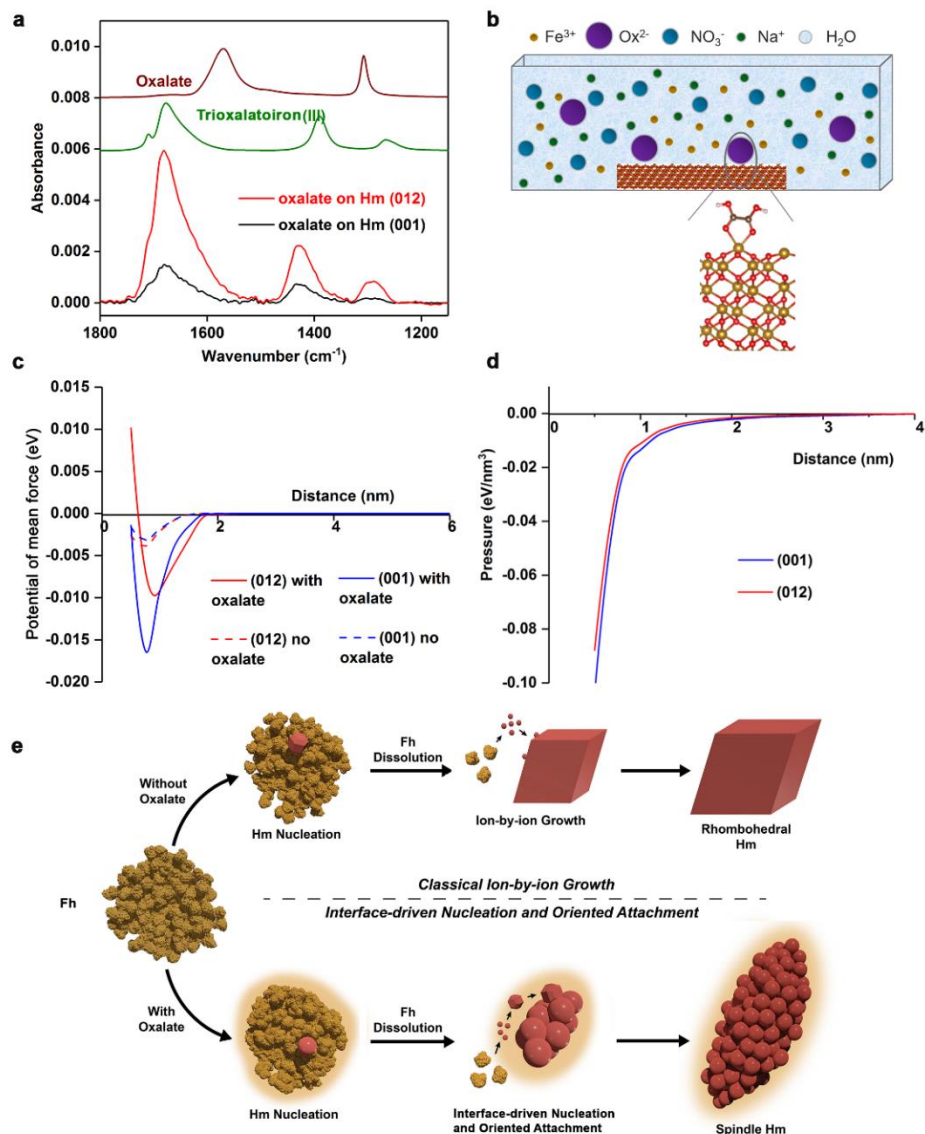 a
0.010
0.008
0.006
0.004
0.002
0.000
Absorbance
Oxalate
Trioxalatoiron(III)
oxalate on Hm (012)
oxalate on Hm (001)
1800
1600
1400
1200
Wavenumber (cm⁻¹)
b
Fe³⁺
Ox²⁻
NO₃⁻
Na⁺
H₂O
c
0.015
0.010
0.005
0.000
-0.005
-0.010
-0.015
-0.020
Potential of mean force (eV)
Distance (nm)
0
2
4
6
(012) with
oxalate
(001) with
oxalate
(012) no
oxalate
(001) no
oxalate
d
0.00
-0.02
-0.04
-0.06
-0.08
-0.10
Pressure (eV/nm³)
0
1
2
3
4
Distance (nm)
(001)
(012)
e
Fh
Without
Oxalate
Hm Nucleation
Fh
Dissolution
Ion-by-ion Growth
Rhombohedral
Hm
Classical Ion-by-ion Growth
Interface-driven Nucleation and Oriented Attachment
With
Oxalate
Hm Nucleation
Fh
Dissolution
Interface-driven Nucleation
and Oriented Attachment
Spindle Hm